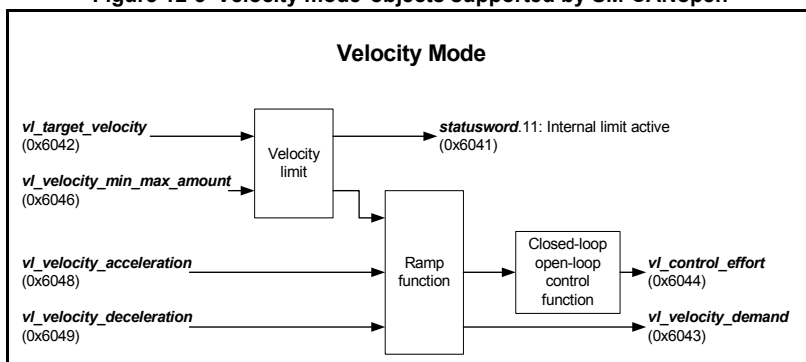 Figure 12-3 Velocity mode objects supported by SM-CANopen
Velocity Mode
vl_target_velocity
(0x6042)
Velocity
limit
statusword.11: Internal limit active
(0x6041)
vl_velocity_min_max_amount
(0x6046)
vl_velocity_acceleration
(0x6048)
Ramp
function
Closed-loop
open-loop
control
function
vl_control_effort
(0x6044)
vl_velocity_deceleration
(0x6049)
vl_velocity_demand
(0x6043)